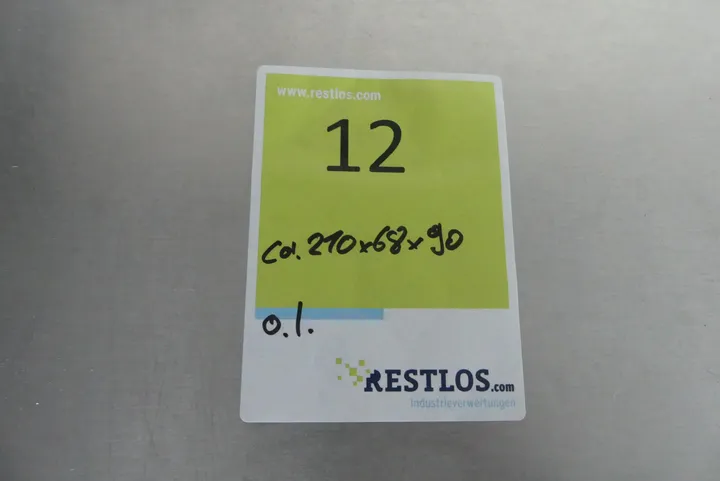 www.restlos.com
12
ca. 210x68x90
o.l.
RESTLOS.com
Industrieverwertungen